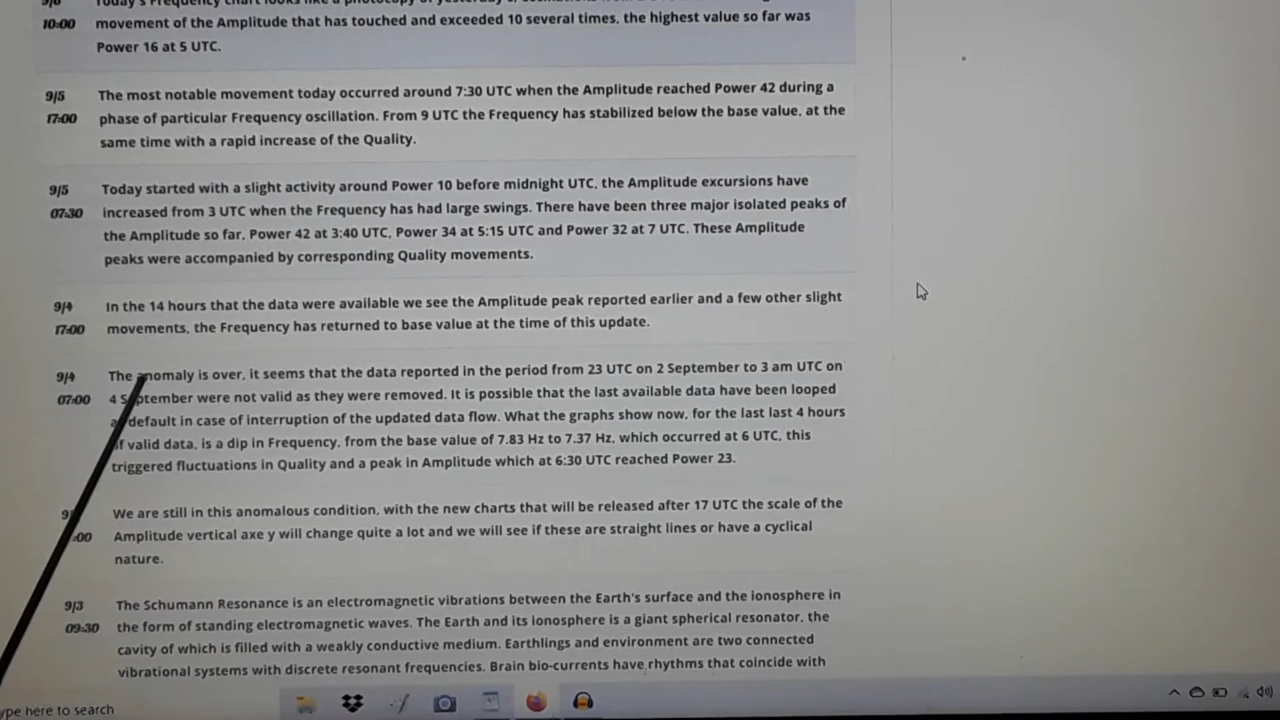 10:00 movement of the Amplitude that has touched and exceeded 10 several times, the highest value so far was
Power 16 at 5 UTC.
9/5 The most notable movement today occurred around 7:30 UTC when the Amplitude reached Power 42 during a
17:00 phase of particular Frequency oscillation. From 9 UTC the Frequency has stabilized below the base value, at the
same time with a rapid increase of the Quality.
9/5 Today started with a slight activity around Power 10 before midnight UTC, the Amplitude excursions have
07:30 increased from 3 UTC when the Frequency has had large swings. There have been three major isolated peaks of
the Amplitude so far, Power 42 at 3:40 UTC, Power 34 at 5:15 UTC and Power 32 at 7 UTC. These Amplitude
peaks were accompanied by corresponding Quality movements.
9/4 In the 14 hours that the data were available we see the Amplitude peak reported earlier and a few other slight
17:00 movements, the Frequency has returned to base value at the time of this update.
9/4 The anomaly is over, it seems that the data reported in the period from 23 UTC on 2 September to 3 am UTC on
07:00 4 September were not valid as they were removed. It is possible that the last available data have been looped
default in case of interruption of the updated data flow. What the graphs show now, for the last last 4 hours
of valid data, is a dip in Frequency, from the base value of 7.83 Hz to 7.37 Hz, which occurred at 6 UTC, this
triggered fluctuations in Quality and a peak in Amplitude which at 6:30 UTC reached Power 23.
We are still in this anomalous condition, with the new charts that will be released after 17 UTC the scale of the
:00 Amplitude vertical axe y will change quite a lot and we will see if these are straight lines or have a cyclical
nature.
9/3 The Schumann Resonance is an electromagnetic vibrations between the Earth's surface and the ionosphere in
09:30 the form of standing electromagnetic waves. The Earth and its ionosphere is a giant spherical resonator, the
cavity of which is filled with a weakly conductive medium. Earthlings and environment are two connected
vibrational systems with discrete resonant frequencies. Brain bio-currents have rhythms that coincide with
ype here to search